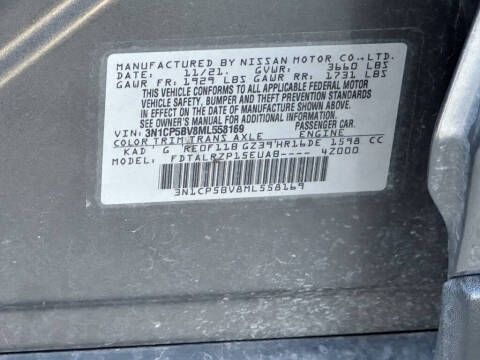 MANUFACTURED BY NISSAN MOTOR CO., LTD.
DATE: 11/21 GVWR: 3660 LBS
GAWR FR: 1929 LBS GAWR RR: 1731 LBS
THIS VEHICLE CONFORMS TO ALL APPLICABLE FEDERAL MOTOR
VEHICLE SAFETY, BUMPER AND THEFT PREVENTION STANDARDS
IN EFFECT ON THE DATE OF MANUFACTURE SHOWN ABOVE.
SEE OWNER'S MANUAL FOR ADDITIONAL INFORMATION.
VIN: 3N1CP5BV8ML558169 PASSENGER CAR
COLOR TRIM TRANS AXLE ENGINE
KAD G RE0F11B GZ39 HR16DE 1598 CC
MODEL: FDTALRZP15EUA8---- 42000
3N1CP5BV8ML558169